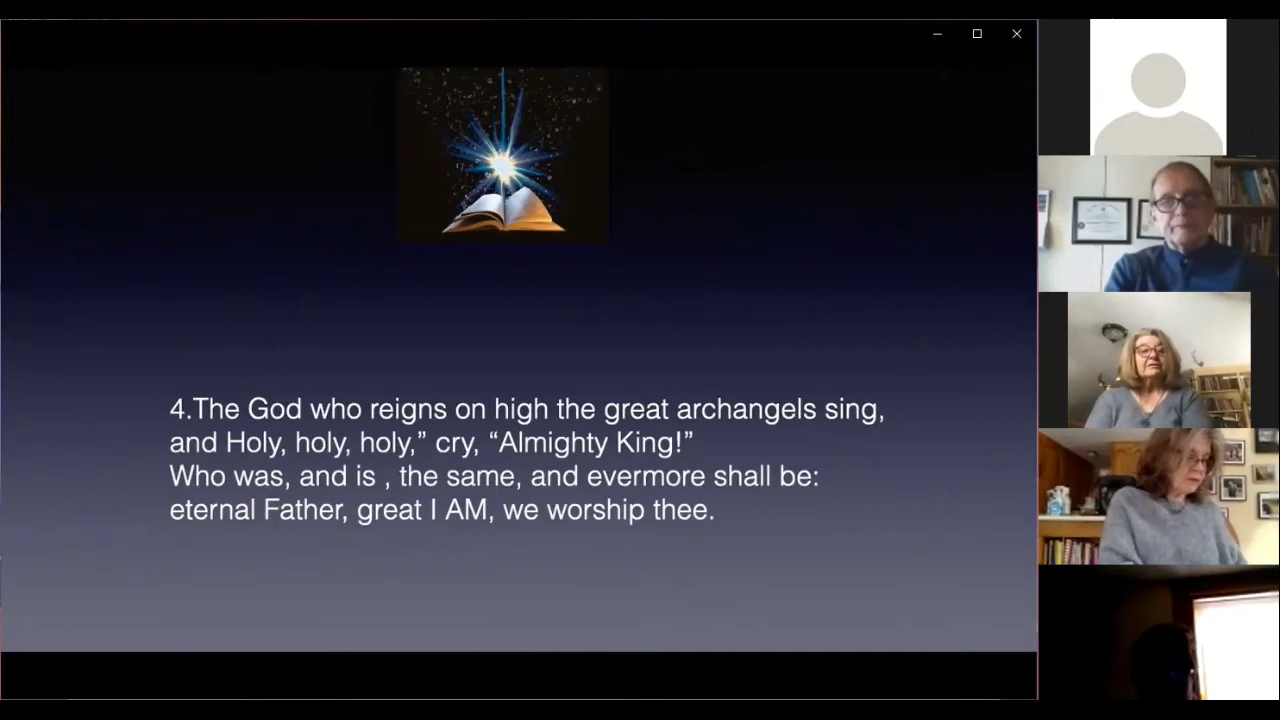 4.The God who reigns on high the great archangels sing,
and Holy, holy, holy,” cry, “Almighty King!”
Who was, and is , the same, and evermore shall be:
eternal Father, great I AM, we worship thee.